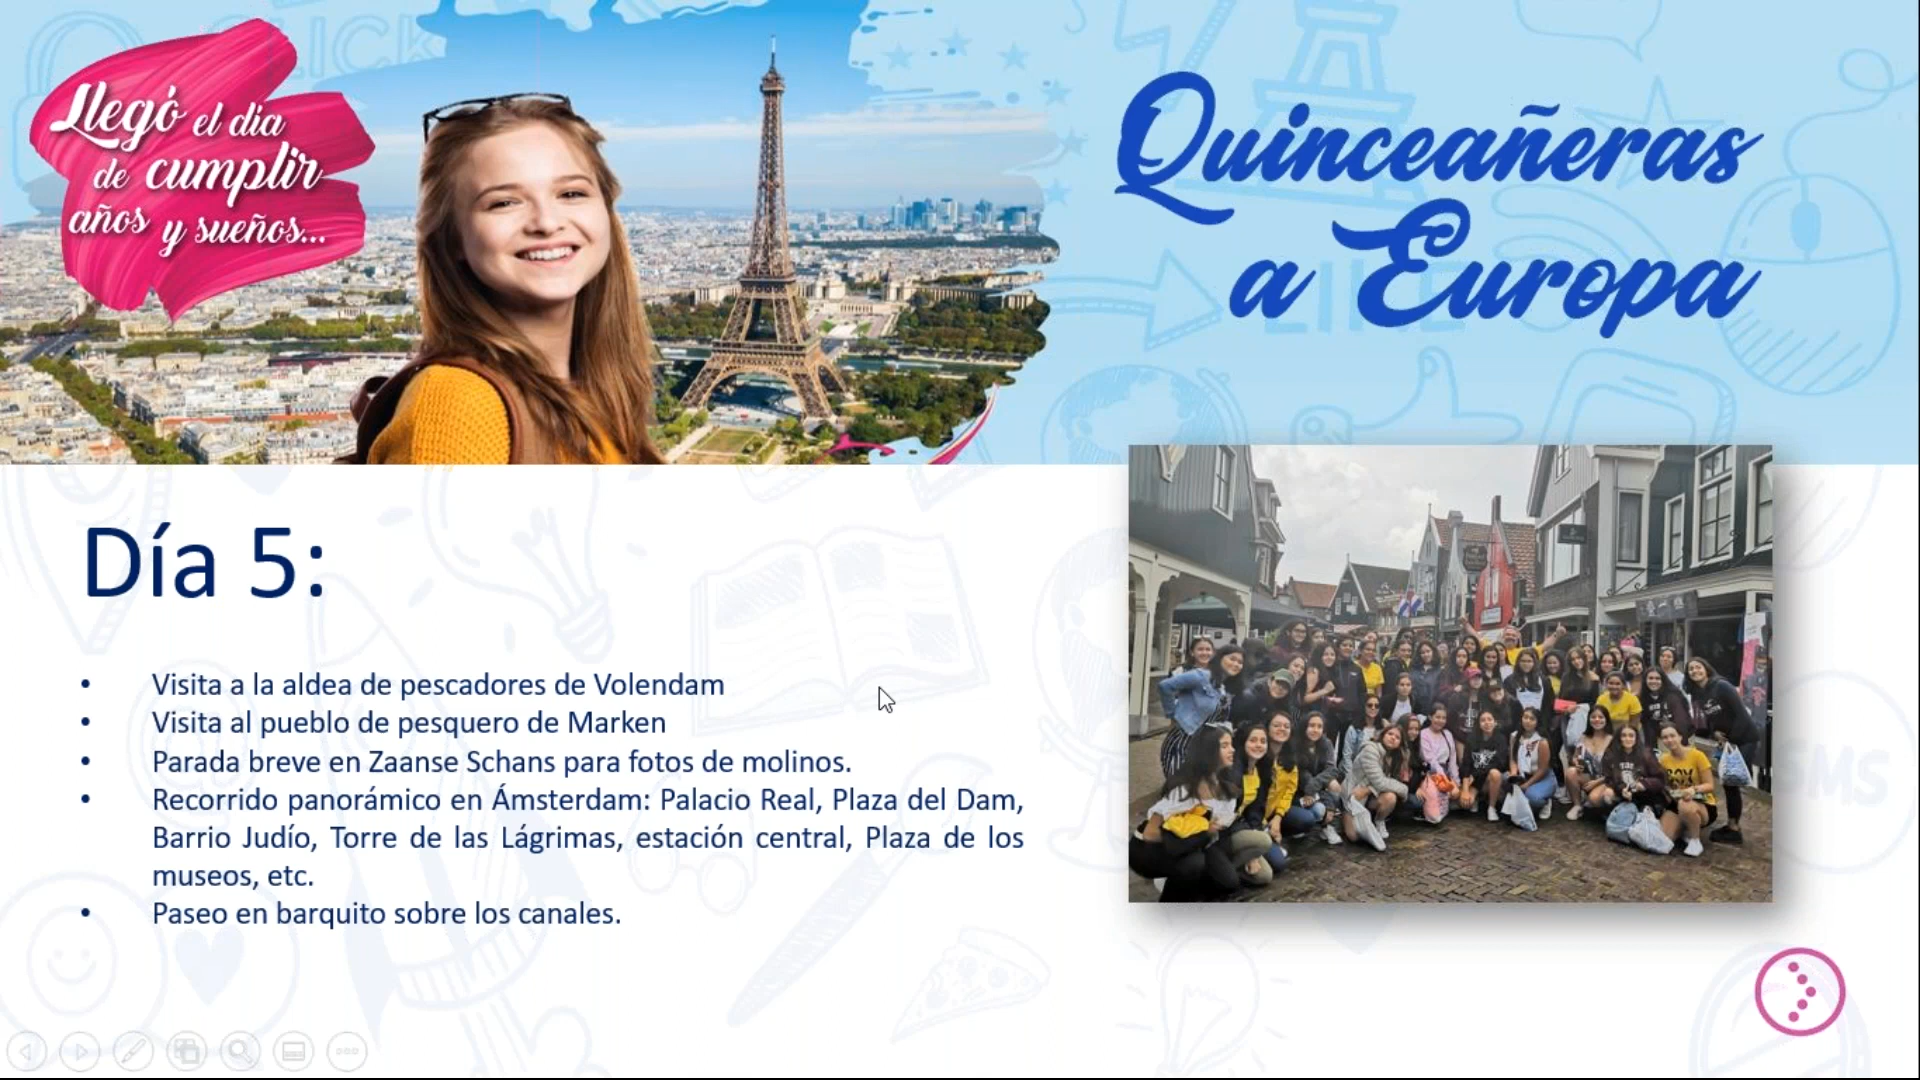 Llegó el día
de cumplir
años y sueños...
Quinceañeras
a Europa
Día 5:
• Visita a la aldea de pescadores de Volendam
• Visita al pueblo de pesquero de Marken
• Parada breve en Zaanse Schans para fotos de molinos.
• Recorrido panorámico en Ámsterdam: Palacio Real, Plaza del Dam,
Barrio Judío, Torre de las Lágrimas, estación central, Plaza de los
museos, etc.
• Paseo en barquito sobre los canales.
CLICK
LIKE
SMS